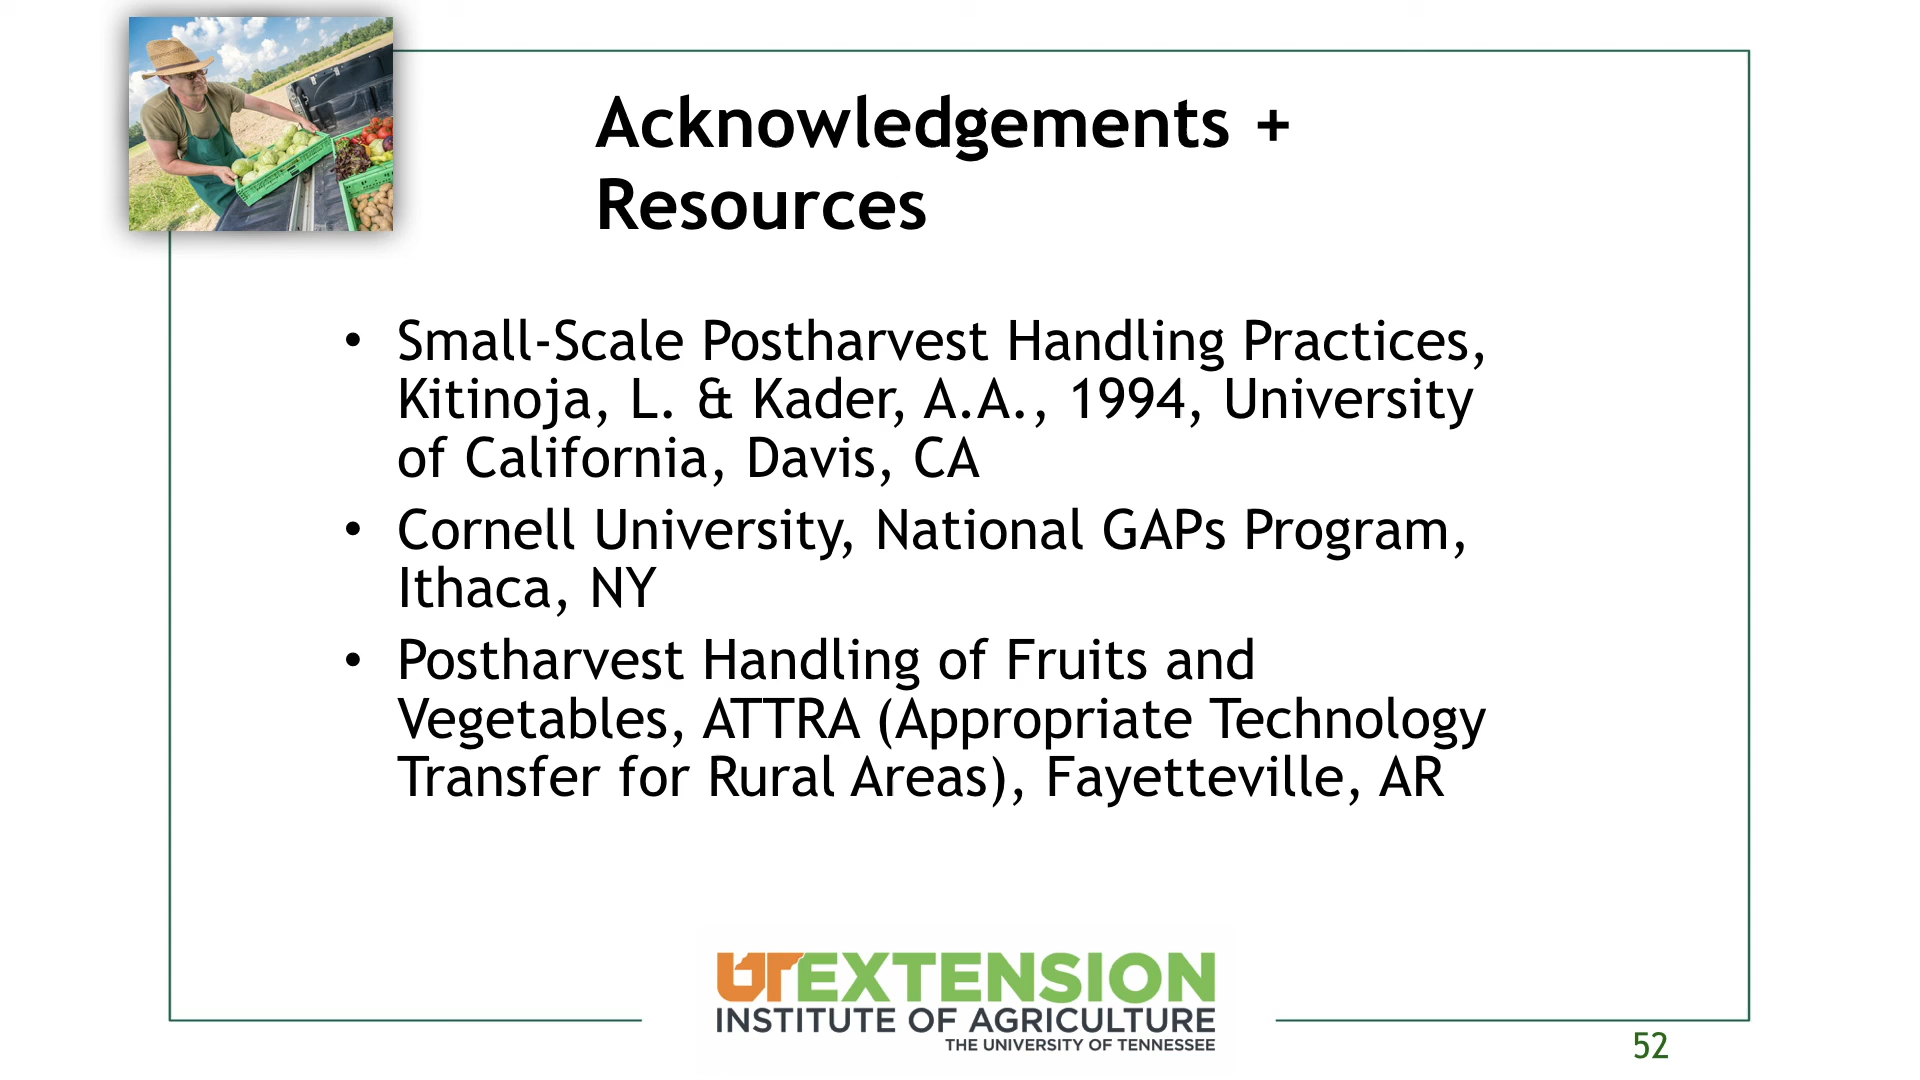 Acknowledgements +
Resources
• Small-Scale Postharvest Handling Practices,
Kitinoja, L. & Kader, A.A., 1994, University
of California, Davis, CA
• Cornell University, National GAPs Program,
Ithaca, NY
• Postharvest Handling of Fruits and
Vegetables, ATTRA (Appropriate Technology
Transfer for Rural Areas), Fayetteville, AR
UT EXTENSION
INSTITUTE OF AGRICULTURE
THE UNIVERSITY OF TENNESSEE
52